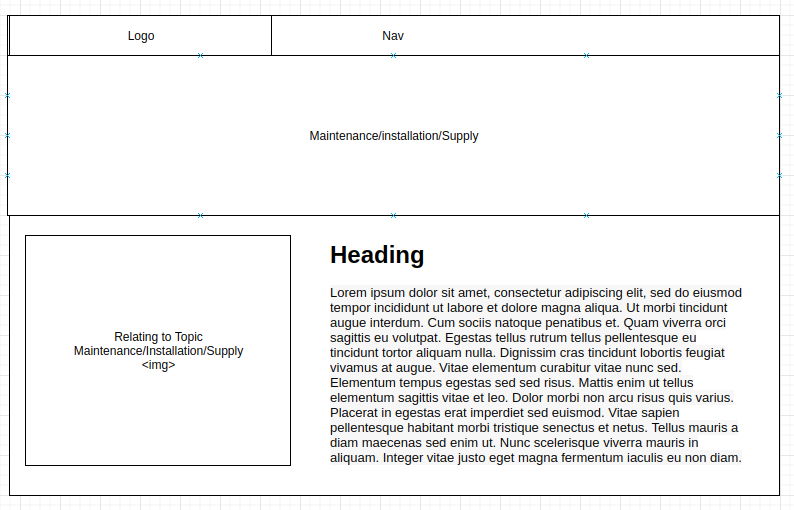 Logo
Nav
Maintenance/installation/Supply
Relating to Topic
Maintenance/Installation/Supply
<img>
Heading
Lorem ipsum dolor sit amet, consectetur adipiscing elit, sed do eiusmod
tempor incididunt ut labore et dolore magna aliqua. Ut morbi tincidunt
augue interdum. Cum sociis natoque penatibus et. Quam viverra orci
sagittis eu volutpat. Egestas tellus rutrum tellus pellentesque eu
tincidunt tortor aliquam nulla. Dignissim cras tincidunt lobortis feugiat
vivamus at augue. Vitae elementum curabitur vitae nunc sed.
Elementum tempus egestas sed sed risus. Mattis enim ut tellus
elementum sagittis vitae et leo. Dolor morbi non arcu risus quis varius.
Placerat in egestas erat imperdiet sed euismod. Vitae sapien
pellentesque habitant morbi tristique senectus et netus. Tellus mauris a
diam maecenas sed enim ut. Nunc scelerisque viverra mauris in
aliquam. Integer vitae justo eget magna fermentum iaculis eu non diam.